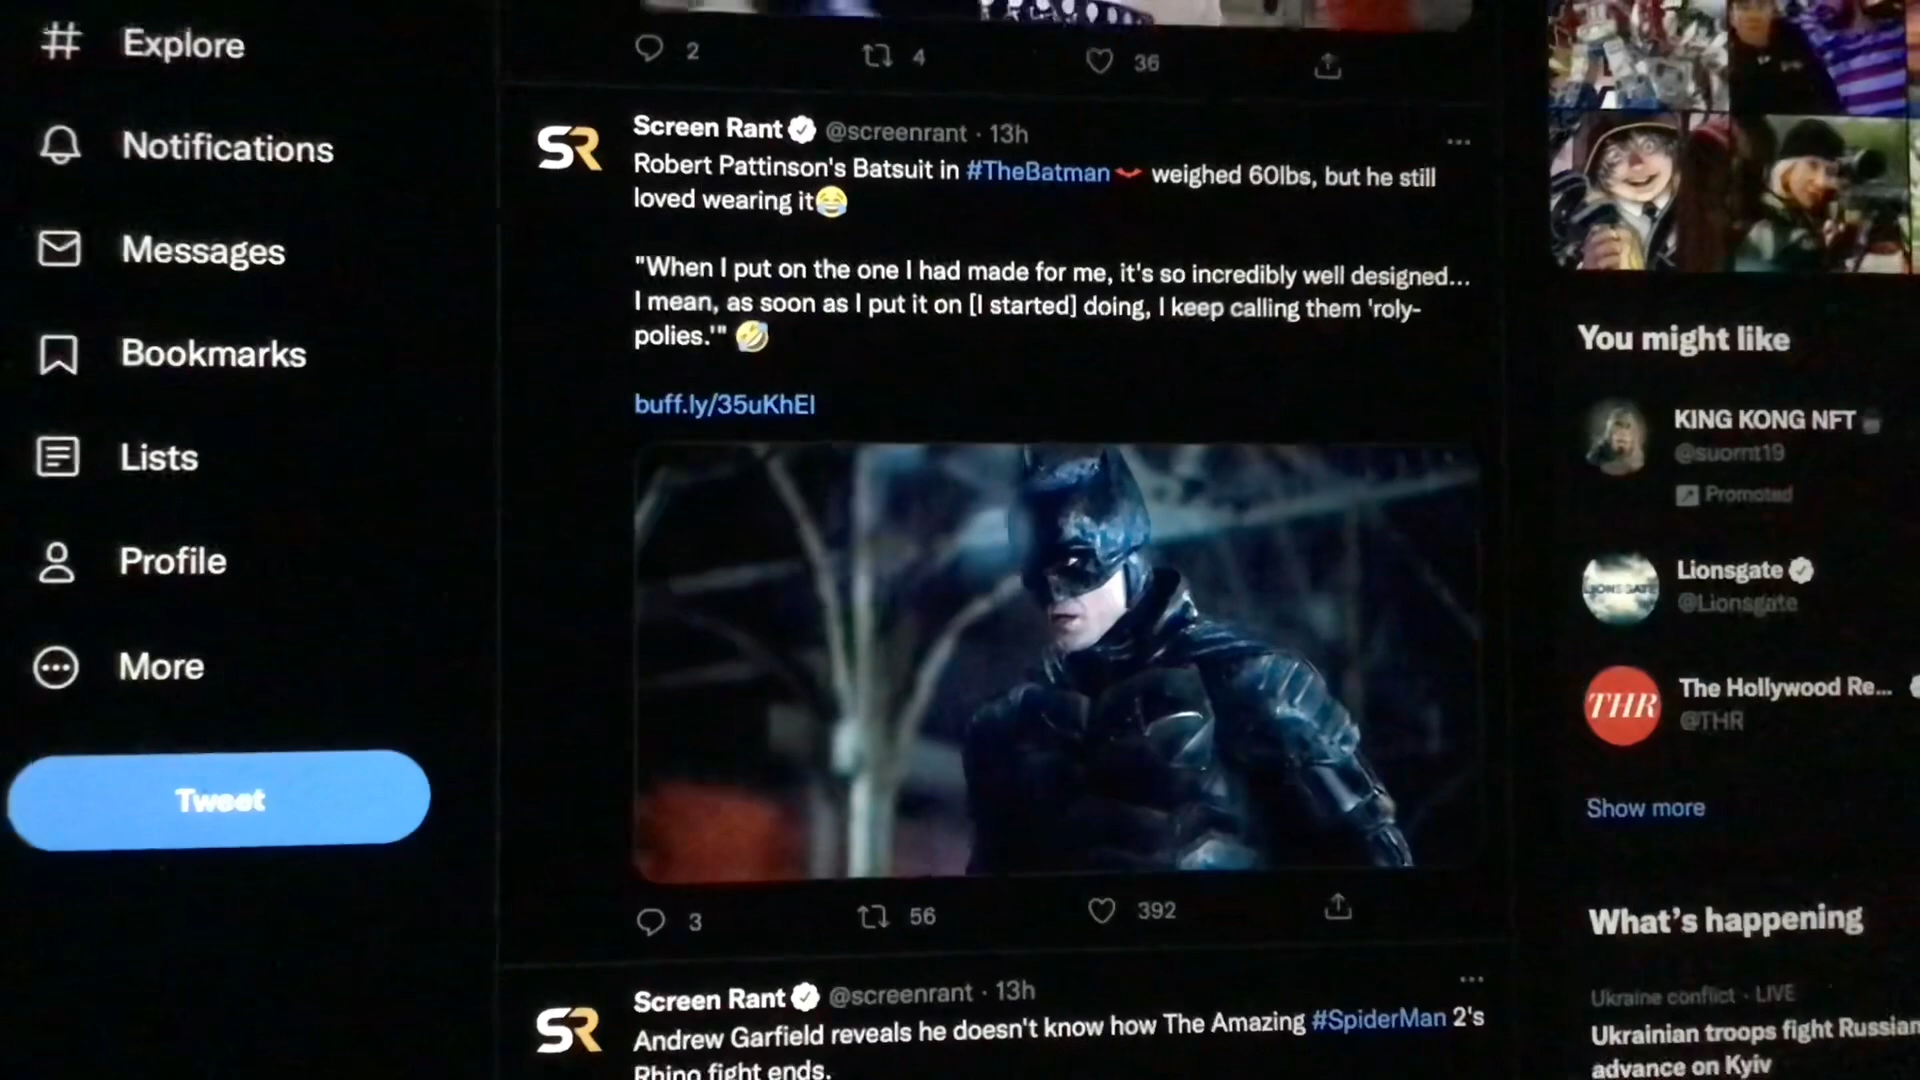 Explore
Notifications
Messages
Bookmarks
Lists
Profile
More
Tweet
2 4 36
SR
Screen Rant @screenrant · 13h
Robert Pattinson's Batsuit in #TheBatman weighed 60lbs, but he still
loved wearing it😂
"When I put on the one I had made for me, it's so incredibly well designed...
I mean, as soon as I put it on [I started] doing, I keep calling them 'roly-
polies.'" 🤣
buff.ly/35uKhEl
3 56 392
SR
Screen Rant @screenrant · 13h
Andrew Garfield reveals he doesn't know how The Amazing #SpiderMan 2's
Rhino fight ends.
You might like
KING KONG NFT
@suornt19
Promoted
LIONSGATE
Lionsgate
@Lionsgate
THR
The Hollywood Re...
@THR
Show more
What's happening
Ukraine conflict · LIVE
Ukrainian troops fight Russian
advance on Kyiv